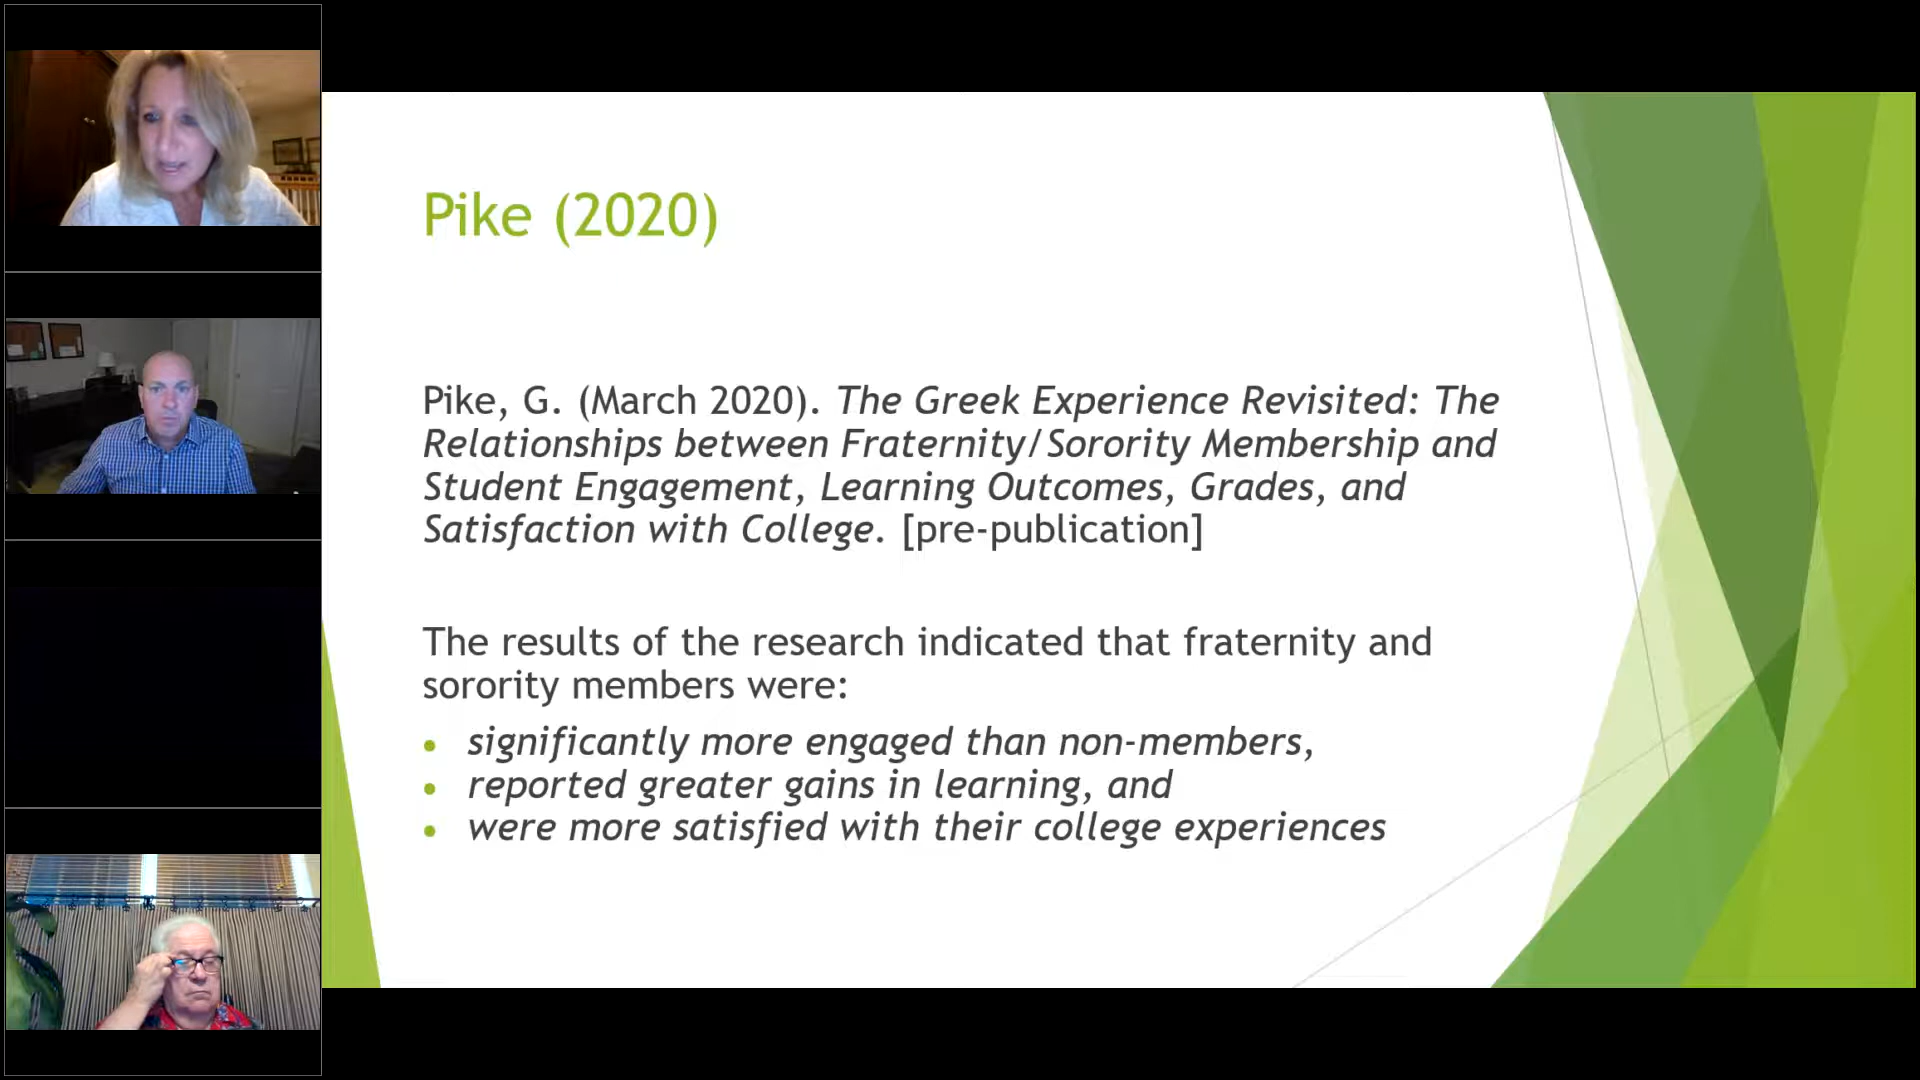 Pike (2020)
Pike, G. (March 2020). The Greek Experience Revisited: The
Relationships between Fraternity/Sorority Membership and
Student Engagement, Learning Outcomes, Grades, and
Satisfaction with College. [pre-publication]
The results of the research indicated that fraternity and
sorority members were:
• significantly more engaged than non-members,
• reported greater gains in learning, and
• were more satisfied with their college experiences